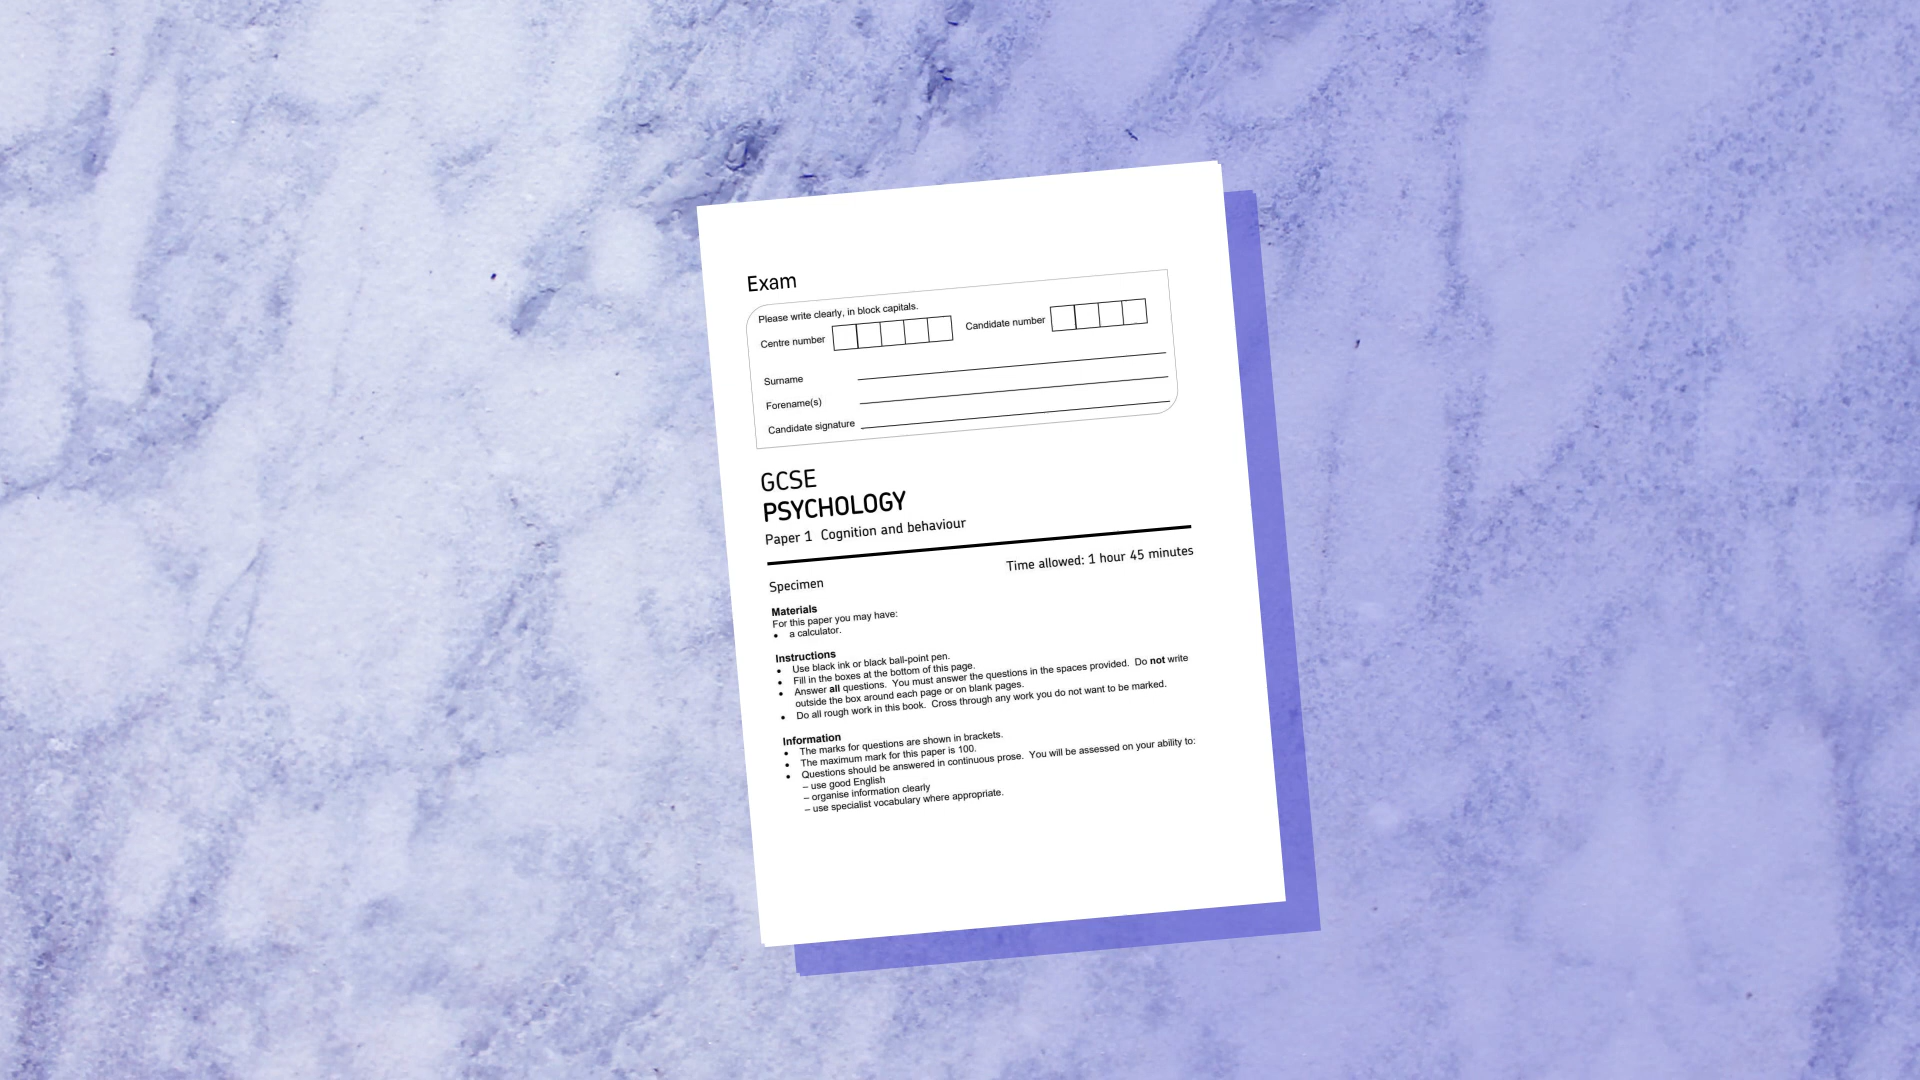 Exam
Please write clearly, in block capitals.
Centre number
Candidate number
Surname
Forename(s)
Candidate signature
GCSE
PSYCHOLOGY
Paper 1  Cognition and behaviour
Specimen
Time allowed: 1 hour 45 minutes
Materials
For this paper you may have:
• a calculator.
Instructions
• Use black ink or black ball-point pen.
• Fill in the boxes at the bottom of this page.
• Answer all questions.  You must answer the questions in the spaces provided.  Do not write
outside the box around each page or on blank pages.
• Do all rough work in this book.  Cross through any work you do not want to be marked.
Information
• The marks for questions are shown in brackets.
• The maximum mark for this paper is 100.
• Questions should be answered in continuous prose.  You will be assessed on your ability to:
– use good English
– organise information clearly
– use specialist vocabulary where appropriate.